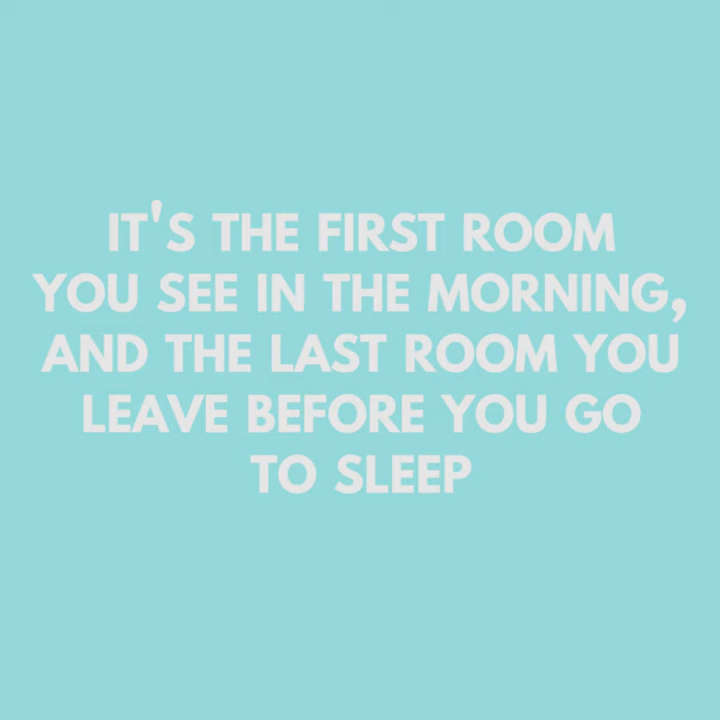 IT'S THE FIRST ROOM
YOU SEE IN THE MORNING,
AND THE LAST ROOM YOU
LEAVE BEFORE YOU GO
TO SLEEP